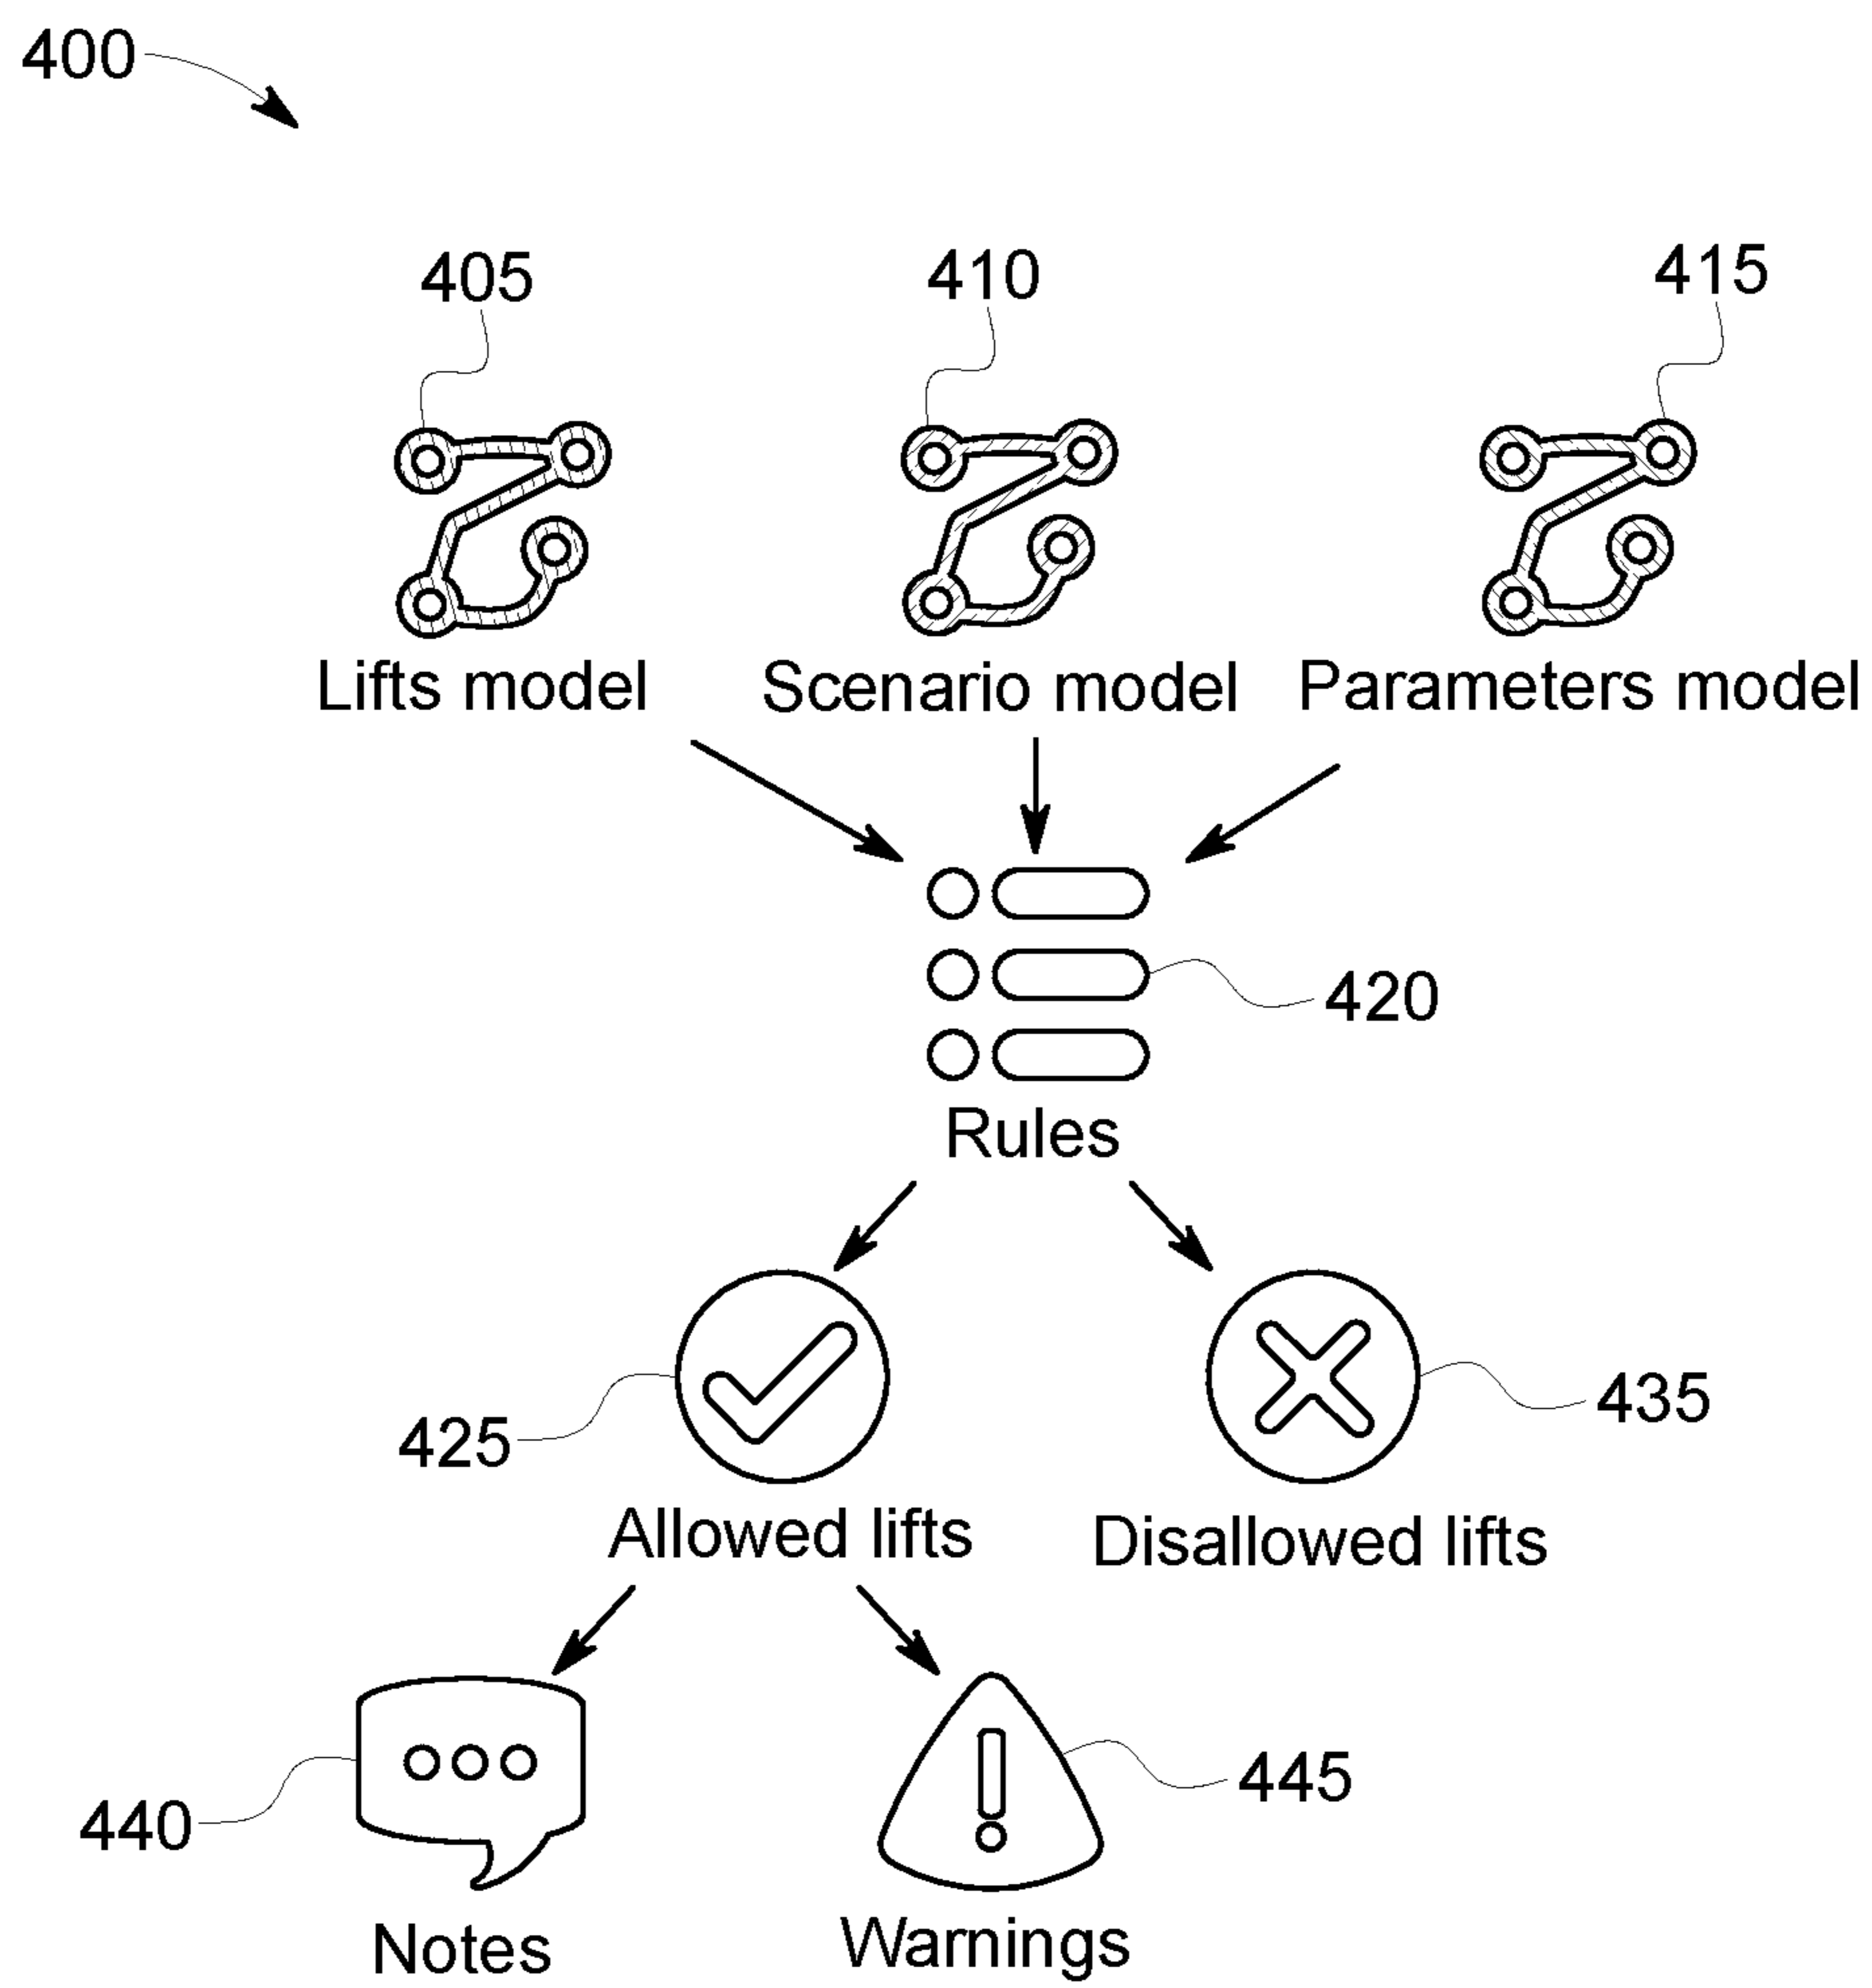 400
405
410
415
Lifts model
Scenario model
Parameters model
420
Rules
425
435
Allowed lifts
Disallowed lifts
440
445
Notes
Warnings